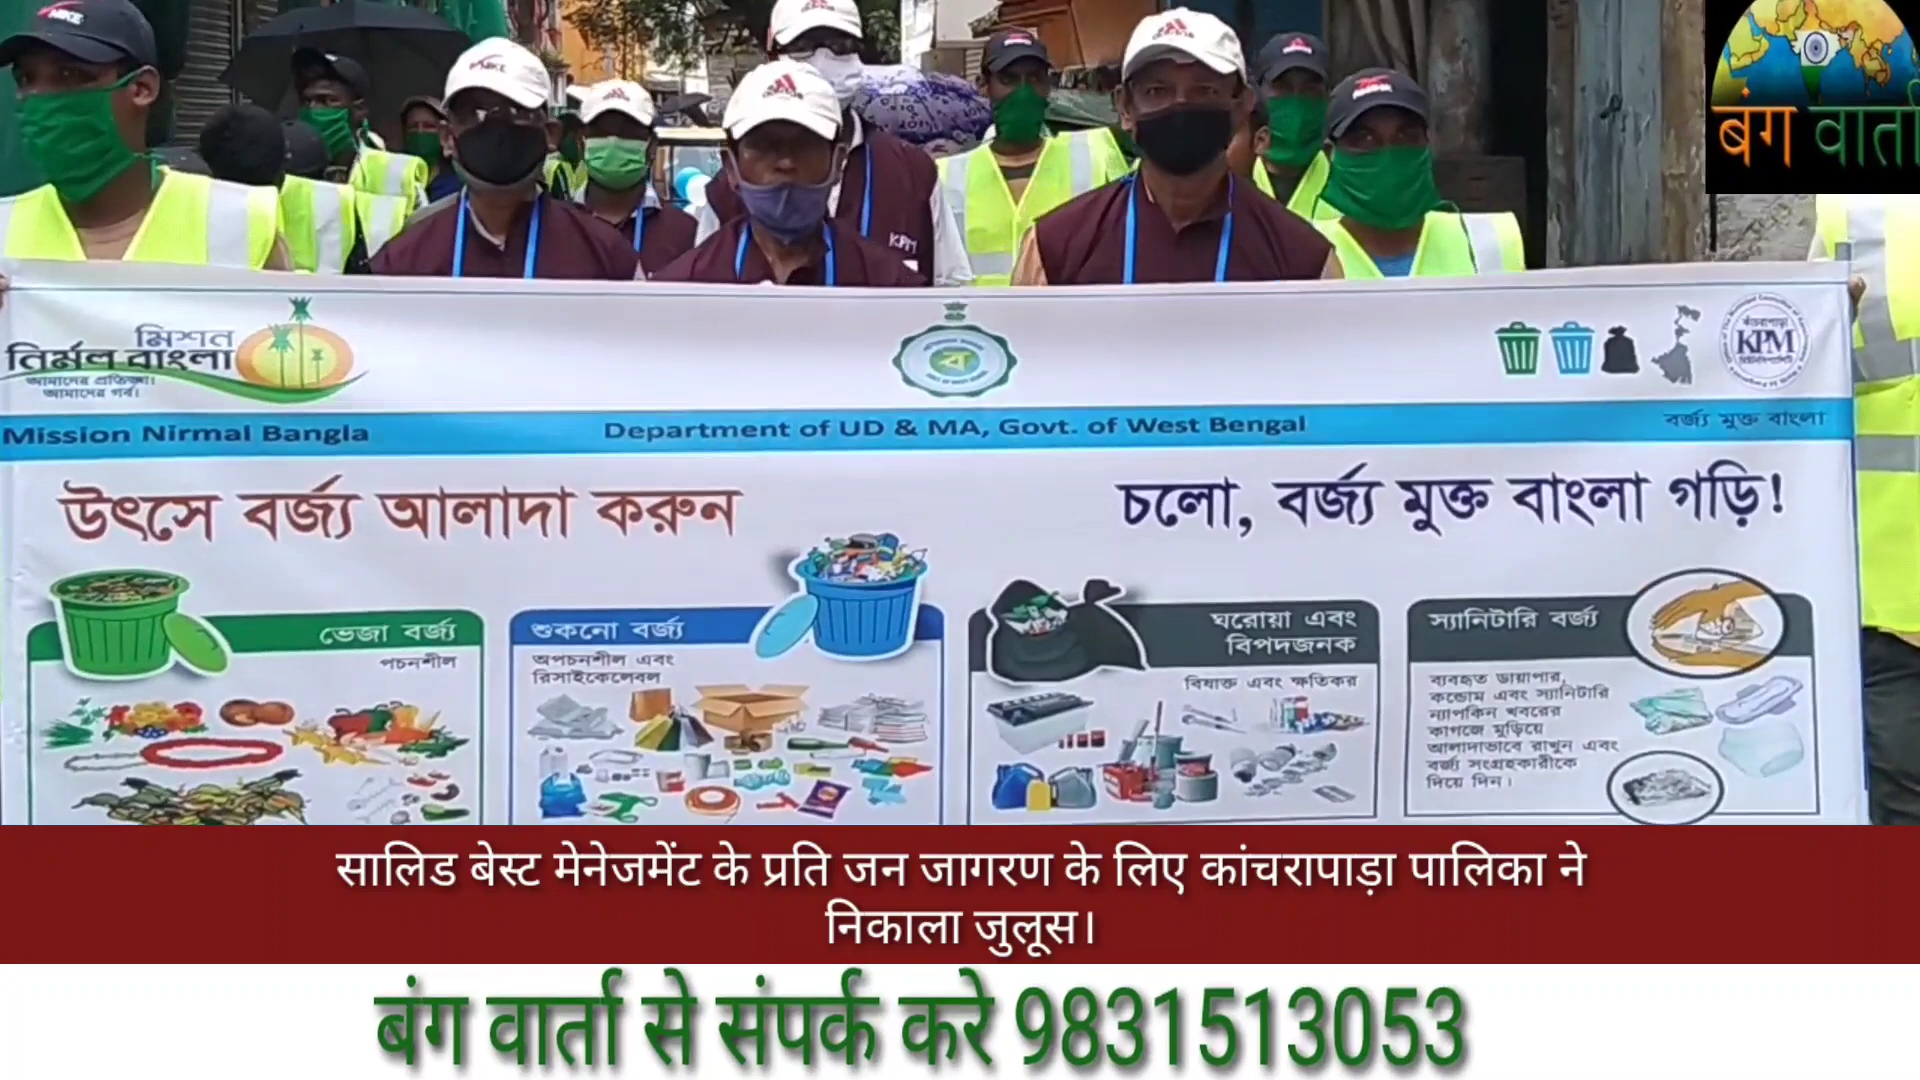 बंग वार्ता
KPM
মিশন
নির্মল বাংলা
আমাদের প্রতিজ্ঞা।
আমাদের গর্ব।
KPM
Mission Nirmal Bangla
Department of UD & MA, Govt. of West Bengal
বর্জ্য মুক্ত বাংলা
উৎসে বর্জ্য আলাদা করুন
চলো, বর্জ্য মুক্ত বাংলা গড়ি!
ভেজা বর্জ্য
পচনশীল
শুকনো বর্জ্য
অপচনশীল এবং
রিসাইকেলেবল
ঘরোয়া এবং
বিপদজনক
বিষাক্ত এবং ক্ষতিকর
স্যানিটারি বর্জ্য
ব্যবহৃত ডায়াপার,
কন্ডোম এবং স্যানিটারি
ন্যাপকিন খবরের
কাগজে মুড়িয়ে
আলাদাভাবে রাখুন এবং
বর্জ্য সংগ্রহকারীকে
দিয়ে দিন।
सालिड बेस्ट मेनेजमेंट के प्रति जन जागरण के लिए कांचरापाड़ा पालिका ने
निकाला जुलूस।
बंग वार्ता से संपर्क करे 9831513053